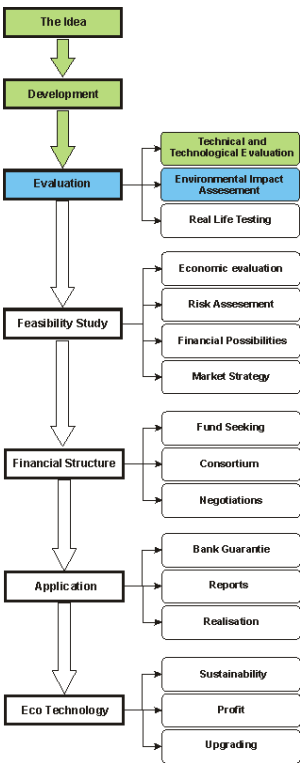 The Idea
Development
Evaluation
Technical and
Technological Evaluation
Environmental Impact
Assesment
Real Life Testing
Feasibility Study
Economic evaluation
Risk Assesement
Financial Possibilities
Market Strategy
Financial Structure
Fund Seeking
Consortium
Negotiations
Application
Bank Guarantie
Reports
Realisation
Eco Technology
Sustainability
Profit
Upgrading